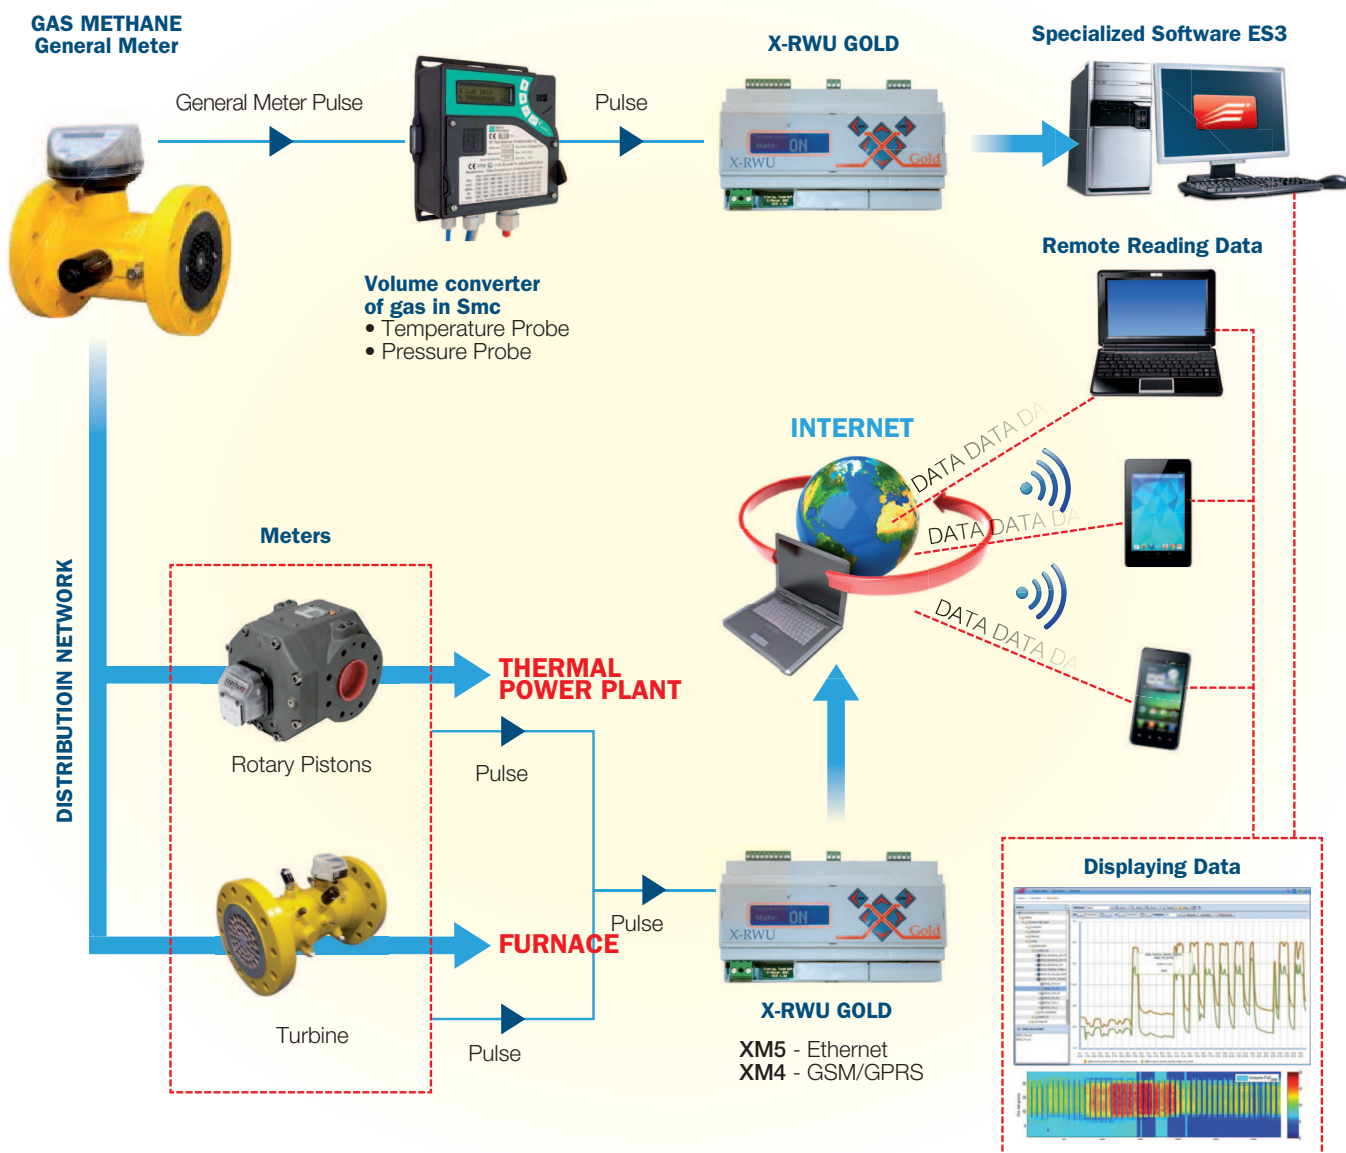 GAS METHANE
General Meter
General Meter Pulse
Pulse
X-RWU GOLD
Specialized Software ES3
ON
X-RWU
Gold
Volume converter
of gas in Smc
• Temperature Probe
• Pressure Probe
Remote Reading Data
INTERNET
DATA DATA DA
DATA DATA DA
DATA DATA DA
Meters
DISTRIBUTIOIN NETWORK
THERMAL
POWER PLANT
Rotary Pistons
Pulse
FURNACE
Pulse
Turbine
Pulse
State: ON
X-RWU
Gold
X-RWU GOLD
XM5 - Ethernet
XM4 - GSM/GPRS
Displaying Data